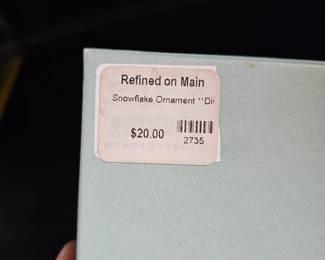 Refined on Main
Snowflake Ornament **Di
$20.00
2735